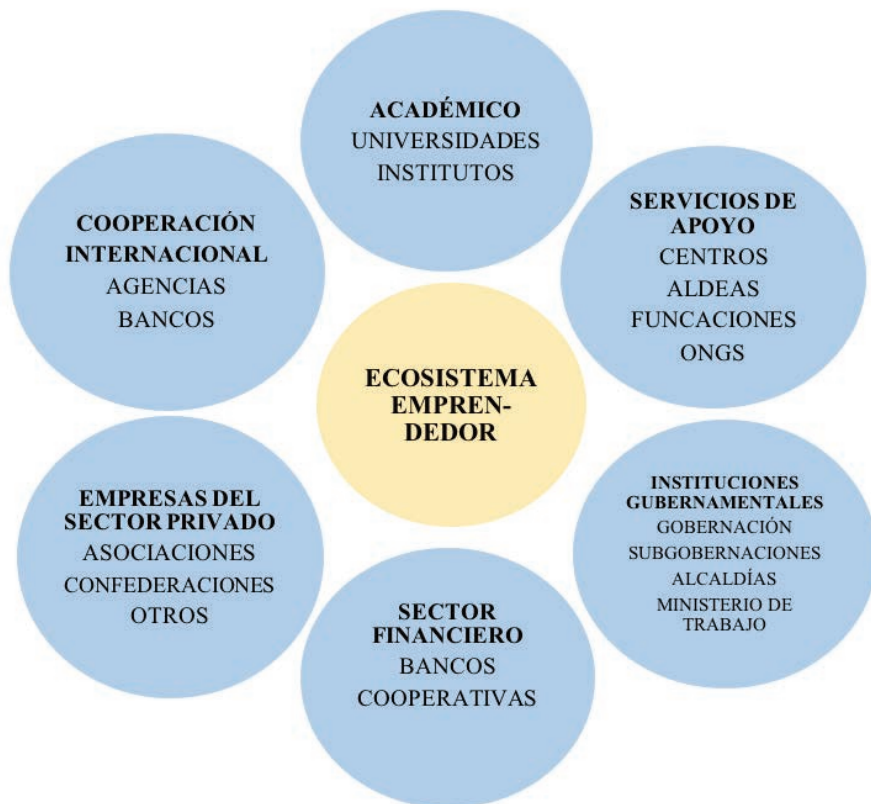 ACADÉMICO
UNIVERSIDADES
INSTITUTOS
SERVICIOS DE
APOYO
CENTROS
ALDEAS
FUNCACIONES
ONGS
INSTITUCIONES
GUBERNAMENTALES
GOBERNACIÓN
SUBGOBERNACIONES
ALCALDÍAS
MINISTERIO DE
TRABAJO
SECTOR
FINANCIERO
BANCOS
COOPERATIVAS
EMPRESAS DEL
SECTOR PRIVADO
ASOCIACIONES
CONFEDERACIONES
OTROS
COOPERACIÓN
INTERNACIONAL
AGENCIAS
BANCOS
ECOSISTEMA
EMPREN-
DEDOR